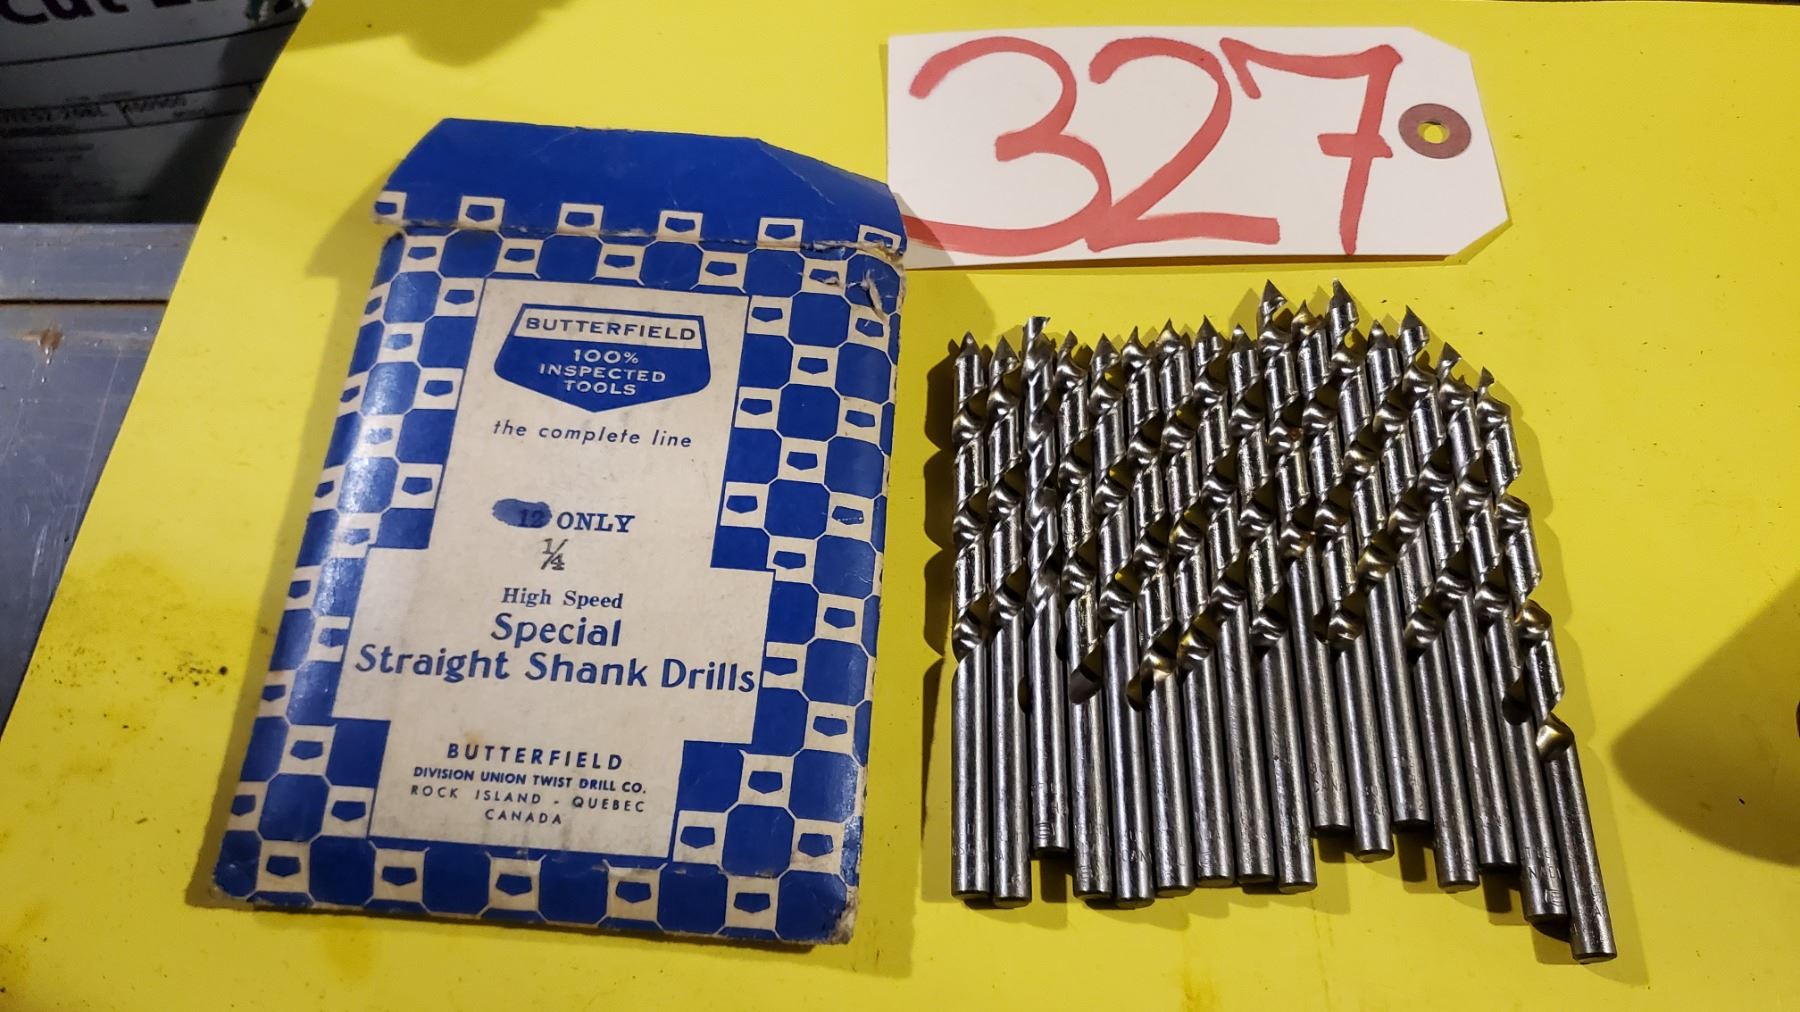 327
BUTTERFIELD
100%
INSPECTED
TOOLS
the complete line
12 ONLY
1/4
High Speed
Special
Straight Shank Drills
BUTTERFIELD
DIVISION UNION TWIST DRILL CO.
ROCK ISLAND - QUEBEC
CANADA